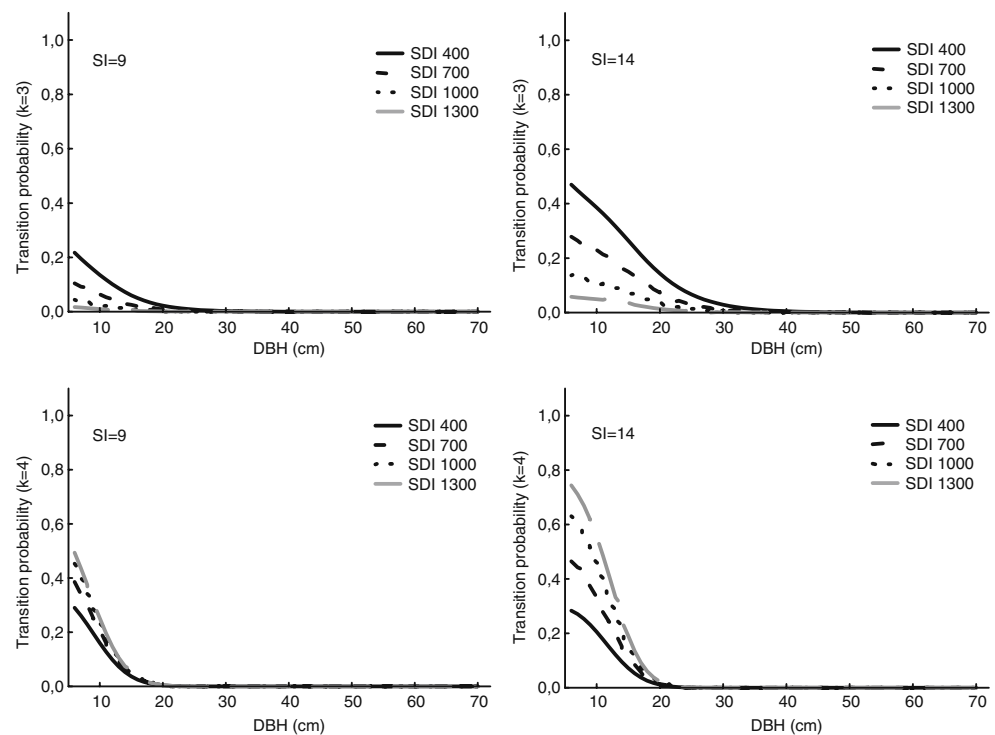 Transition probability (k=3)
1,0
0,8
0,6
0,4
0,2
0,0
SI=9
SDI 400
SDI 700
SDI 1000
SDI 1300
10 20 30 40 50 60 70
DBH (cm)
Transition probability (k=3)
1,0
0,8
0,6
0,4
0,2
0,0
SI=14
SDI 400
SDI 700
SDI 1000
SDI 1300
10 20 30 40 50 60 70
DBH (cm)
Transition probability (k=4)
1,0
0,8
0,6
0,4
0,2
0,0
SI=9
SDI 400
SDI 700
SDI 1000
SDI 1300
10 20 30 40 50 60 70
DBH (cm)
Transition probability (k=4)
1,0
0,8
0,6
0,4
0,2
0,0
SI=14
SDI 400
SDI 700
SDI 1000
SDI 1300
10 20 30 40 50 60 70
DBH (cm)